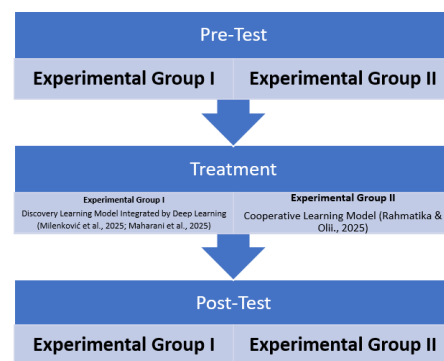 Pre-Test
Experimental Group I
Experimental Group II
Treatment
Experimental Group I
Discovery Learning Model Integrated by Deep Learning
(Milenković et al., 2025; Maharani et al., 2025)
Experimental Group II
Cooperative Learning Model (Rahmatika &
Olii., 2025)
Post-Test
Experimental Group I
Experimental Group II